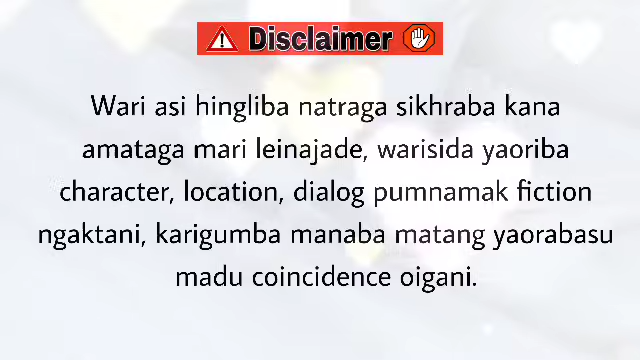 Disclaimer
Wari asi hingliba natraga sikhraba kana
amataga mari leinajade, warisida yaoriba
character, location, dialog pumnamak fiction
ngaktani, karigumba manaba matang yaorabasu
madu coincidence oigani.